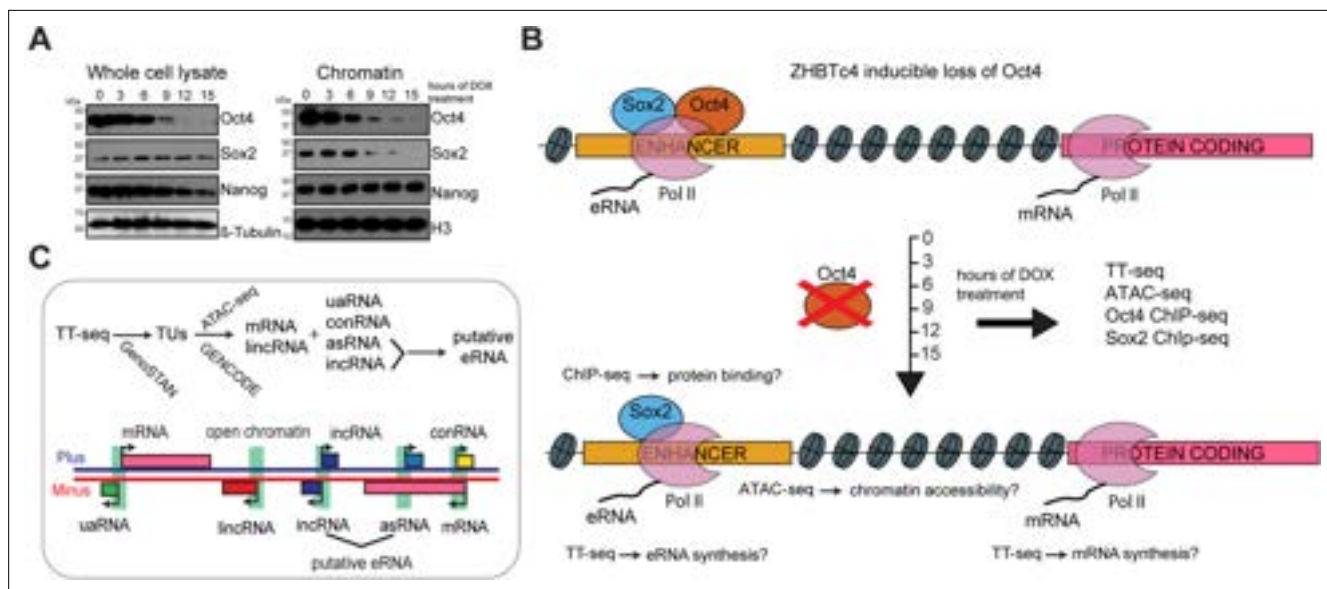 A
Whole cell lysate
Chromatin
hours of DOX
treatment
kDa
0 3 6 9 12 15
0 3 6 9 12 15
Oct4
Oct4
Sox2
Sox2
Nanog
Nanog
ß-Tubulin
H3
B
ZHBTc4 inducible loss of Oct4
Sox2
Oct4
ENHANCER
PROTEIN CODING
Pol II
eRNA
Pol II
mRNA
Oct4
0
3
6
9
12
15
hours of DOX
treatment
TT-seq
ATAC-seq
Oct4 ChIP-seq
Sox2 ChIp-seq
ChIP-seq → protein binding?
Sox2
ENHANCER
PROTEIN CODING
Pol II
ATAC-seq → chromatin accessibility?
eRNA
Pol II
mRNA
TT-seq → eRNA synthesis?
TT-seq → mRNA synthesis?
C
TT-seq
GenoSTAN
TUs
ATAC-seq
GENCODE
mRNA
lincRNA
+
uaRNA
conRNA
asRNA
incRNA
putative
eRNA
mRNA
open chromatin
incRNA
conRNA
Plus
Minus
uaRNA
lincRNA
incRNA
asRNA
mRNA
putative eRNA